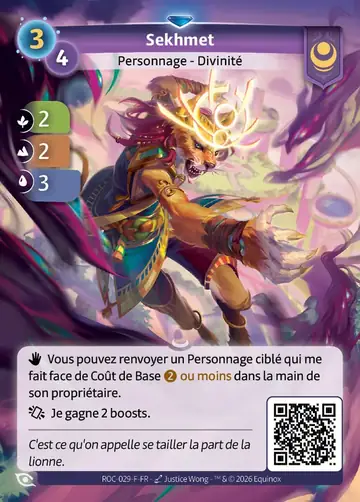 3
4
Sekhmet
Personnage - Divinité
2
2
3
Vous pouvez renvoyer un Personnage ciblé qui me
fait face de Coût de Base 2 ou moins dans la main de
son propriétaire.
Je gagne 2 boosts.
C'est ce qu'on appelle se tailler la part de la
lionne.
ROC-029-F-FR - Justice Wong - ™ & © 2026 Equinox